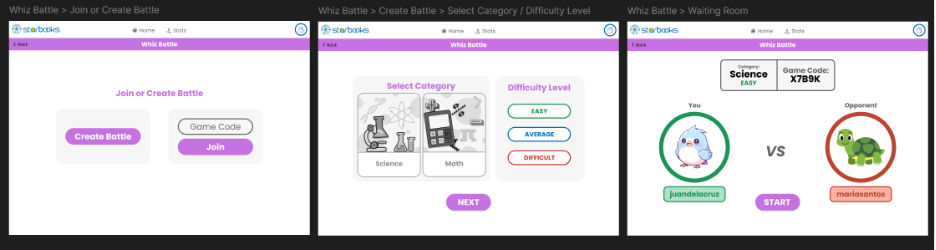 Whiz Battle > Join or Create Battle
starbooks
Home
Stats
< Back
Whiz Battle
Join or Create Battle
Create Battle
Game Code
Join
Whiz Battle > Create Battle > Select Category / Difficulty Level
starbooks
Home
Stats
< Back
Whiz Battle
Select Category
Science
Math
Difficulty Level
EASY
AVERAGE
DIFFICULT
NEXT
Whiz Battle > Waiting Room
starbooks
Home
Stats
< Back
Whiz Battle
Category:
Science
EASY
Game Code:
X7B9K
You
Opponent
VS
juandelacruz
mariasantos
START